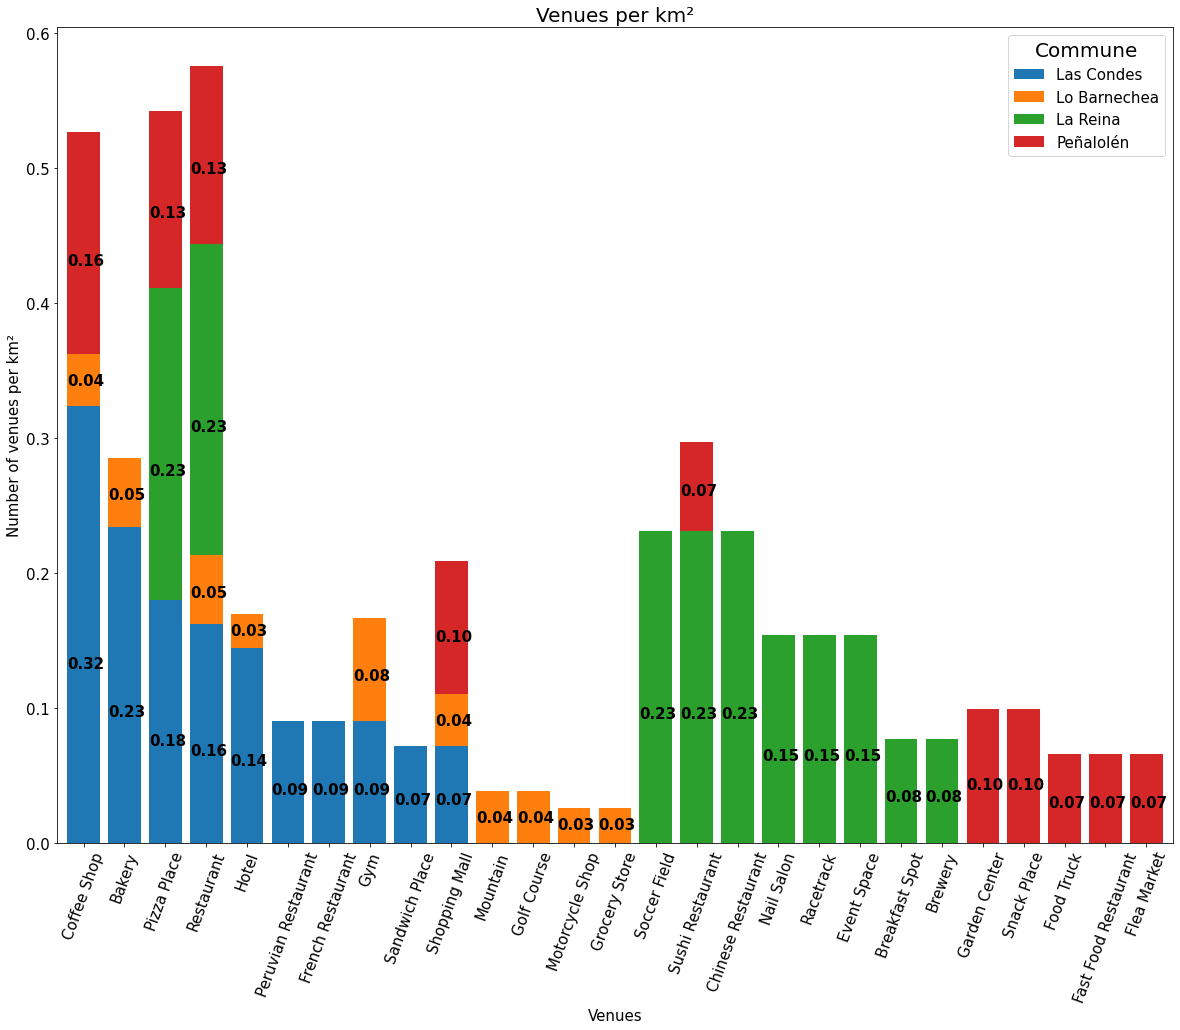 Venues per km²
Commune
Las Condes
Lo Barnechea
La Reina
Peñalolén
Number of venues per km²
0.6
0.5
0.4
0.3
0.2
0.1
0.0
0.16
0.04
0.32
0.05
0.23
0.13
0.23
0.18
0.13
0.23
0.05
0.16
0.03
0.14
0.09
0.09
0.08
0.09
0.07
0.10
0.04
0.07
0.04
0.04
0.03
0.03
0.23
0.07
0.23
0.23
0.15
0.15
0.15
0.08
0.08
0.10
0.10
0.07
0.07
0.07
Coffee Shop
Bakery
Pizza Place
Restaurant
Hotel
Peruvian Restaurant
French Restaurant
Gym
Sandwich Place
Shopping Mall
Mountain
Golf Course
Motorcycle Shop
Grocery Store
Soccer Field
Sushi Restaurant
Chinese Restaurant
Nail Salon
Racetrack
Event Space
Breakfast Spot
Brewery
Garden Center
Snack Place
Food Truck
Fast Food Restaurant
Flea Market
Venues